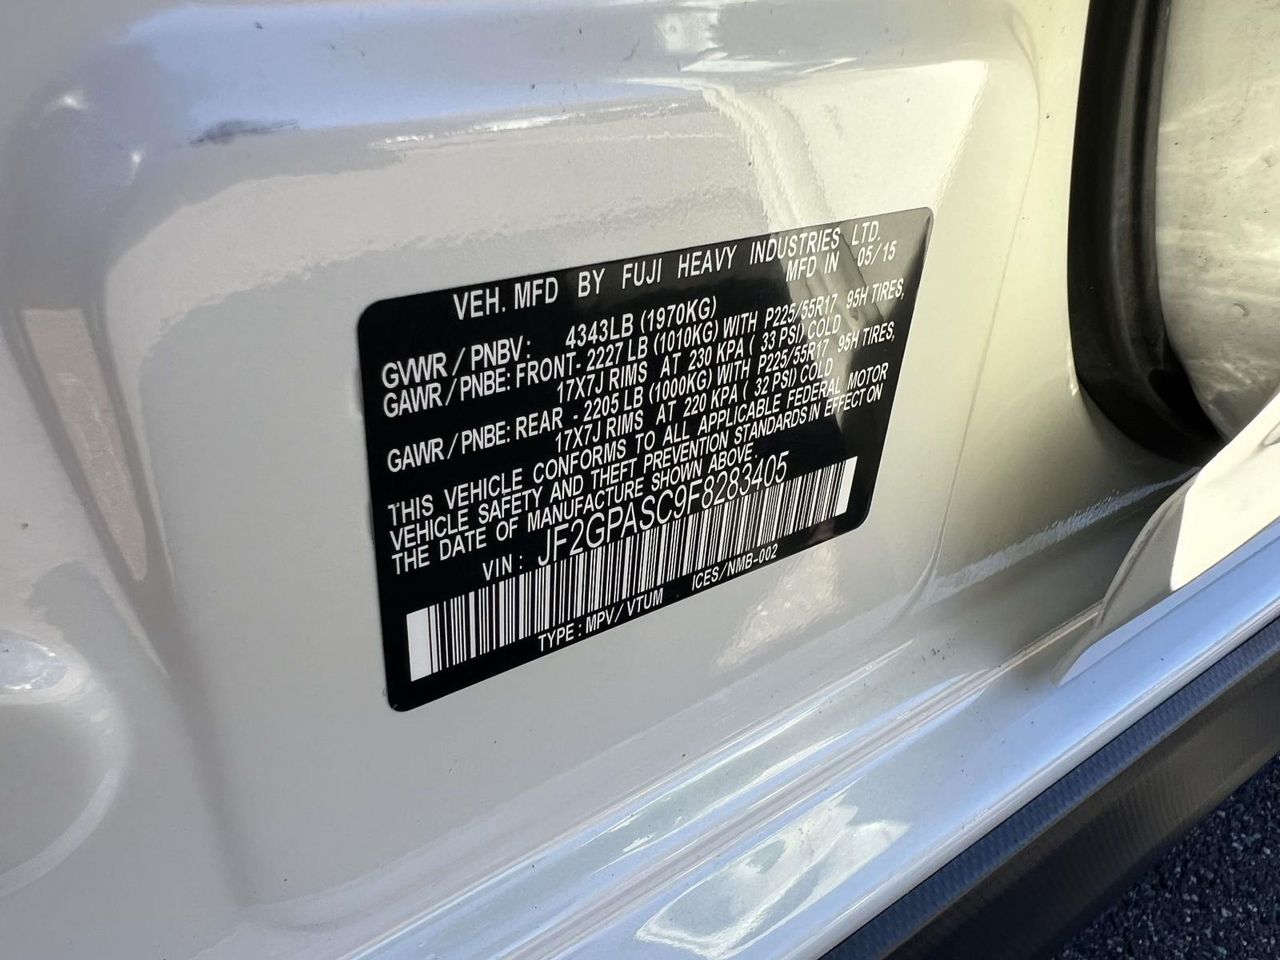 VEH. MFD BY FUJI HEAVY INDUSTRIES LTD.
MFD IN 05/15
GVWR / PNBV: 4343LB (1970KG)
GAWR / PNBE: FRONT- 2227 LB (1010KG) WITH P225/55R17 95H TIRES,
17X7J RIMS AT 230 KPA ( 33 PSI) COLD
GAWR / PNBE: REAR - 2205 LB (1000KG) WITH P225/55R17 95H TIRES,
17X7J RIMS AT 220 KPA ( 32 PSI) COLD
THIS VEHICLE CONFORMS TO ALL APPLICABLE FEDERAL MOTOR
VEHICLE SAFETY AND THEFT PREVENTION STANDARDS IN EFFECT ON
THE DATE OF MANUFACTURE SHOWN ABOVE.
VIN : JF2GPASC9F8283405
TYPE : MPV / VTUM ICES/NMB-002